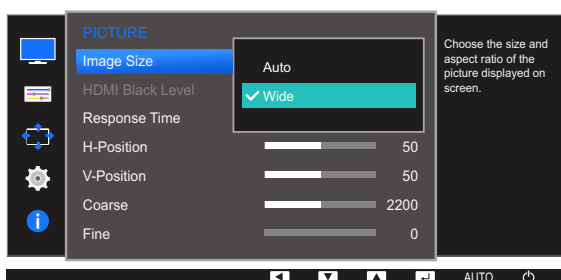 PICTURE
Image Size
Auto
Wide
HDMI Black Level
Response Time
H-Position 50
V-Position 50
Coarse 2200
Fine 0
Choose the size and
aspect ratio of the
picture displayed on
screen.
AUTO